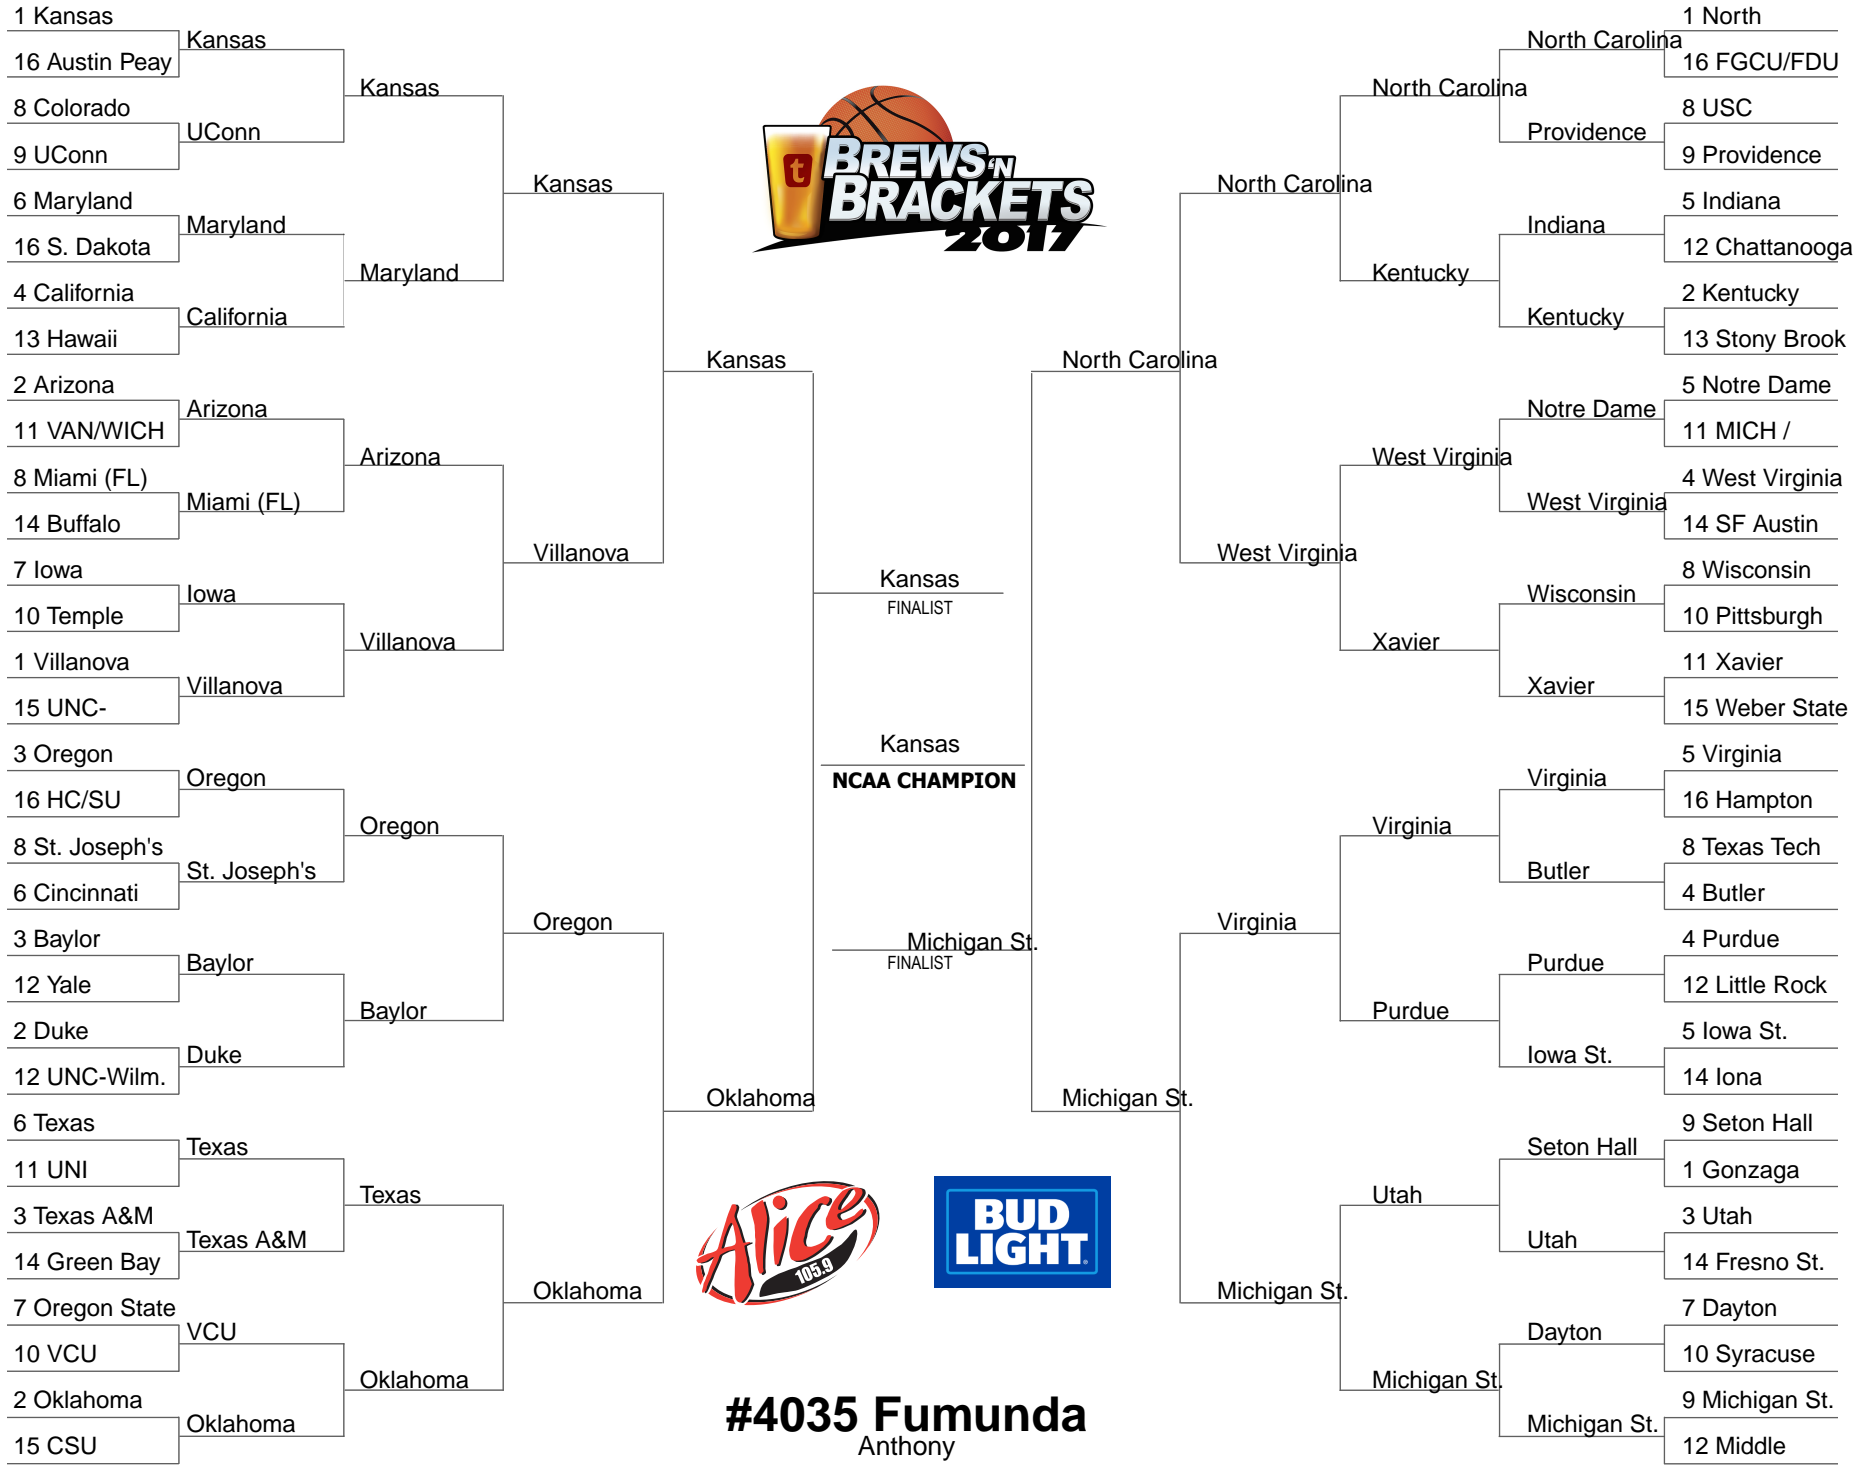 1 Kansas
16 Austin Peay
8 Colorado
9 UConn
6 Maryland
16 S. Dakota
4 California
13 Hawaii
2 Arizona
11 VAN/WICH
8 Miami (FL)
14 Buffalo
7 Iowa
10 Temple
1 Villanova
15 UNC-
3 Oregon
16 HC/SU
8 St. Joseph's
6 Cincinnati
3 Baylor
12 Yale
2 Duke
12 UNC-Wilm.
6 Texas
11 UNI
3 Texas A&M
14 Green Bay
7 Oregon State
10 VCU
2 Oklahoma
15 CSU
Kansas
UConn
Maryland
California
Arizona
Miami (FL)
Iowa
Villanova
Oregon
St. Joseph's
Baylor
Duke
Texas
Texas A&M
VCU
Oklahoma
Kansas
Maryland
Arizona
Villanova
Oregon
Baylor
Texas
Oklahoma
Kansas
Villanova
Oregon
Oklahoma
Kansas
Oklahoma
t
BREWS 'N
BRACKETS
2017
Kansas
FINALIST
Kansas
NCAA CHAMPION
Michigan St.
FINALIST
Alice
105.9
BUD
LIGHT
#4035 Fumunda
Anthony
North Carolina
Michigan St.
North Carolina
West Virginia
Virginia
Michigan St.
North Carolina
Kentucky
West Virginia
Xavier
Virginia
Purdue
Utah
Michigan St.
North Carolina
Providence
Indiana
Kentucky
Notre Dame
West Virginia
Wisconsin
Xavier
Virginia
Butler
Purdue
Iowa St.
Seton Hall
Utah
Dayton
Michigan St.
1 North
16 FGCU/FDU
8 USC
9 Providence
5 Indiana
12 Chattanooga
2 Kentucky
13 Stony Brook
5 Notre Dame
11 MICH /
4 West Virginia
14 SF Austin
8 Wisconsin
10 Pittsburgh
11 Xavier
15 Weber State
5 Virginia
16 Hampton
8 Texas Tech
4 Butler
4 Purdue
12 Little Rock
5 Iowa St.
14 Iona
9 Seton Hall
1 Gonzaga
3 Utah
14 Fresno St.
7 Dayton
10 Syracuse
9 Michigan St.
12 Middle